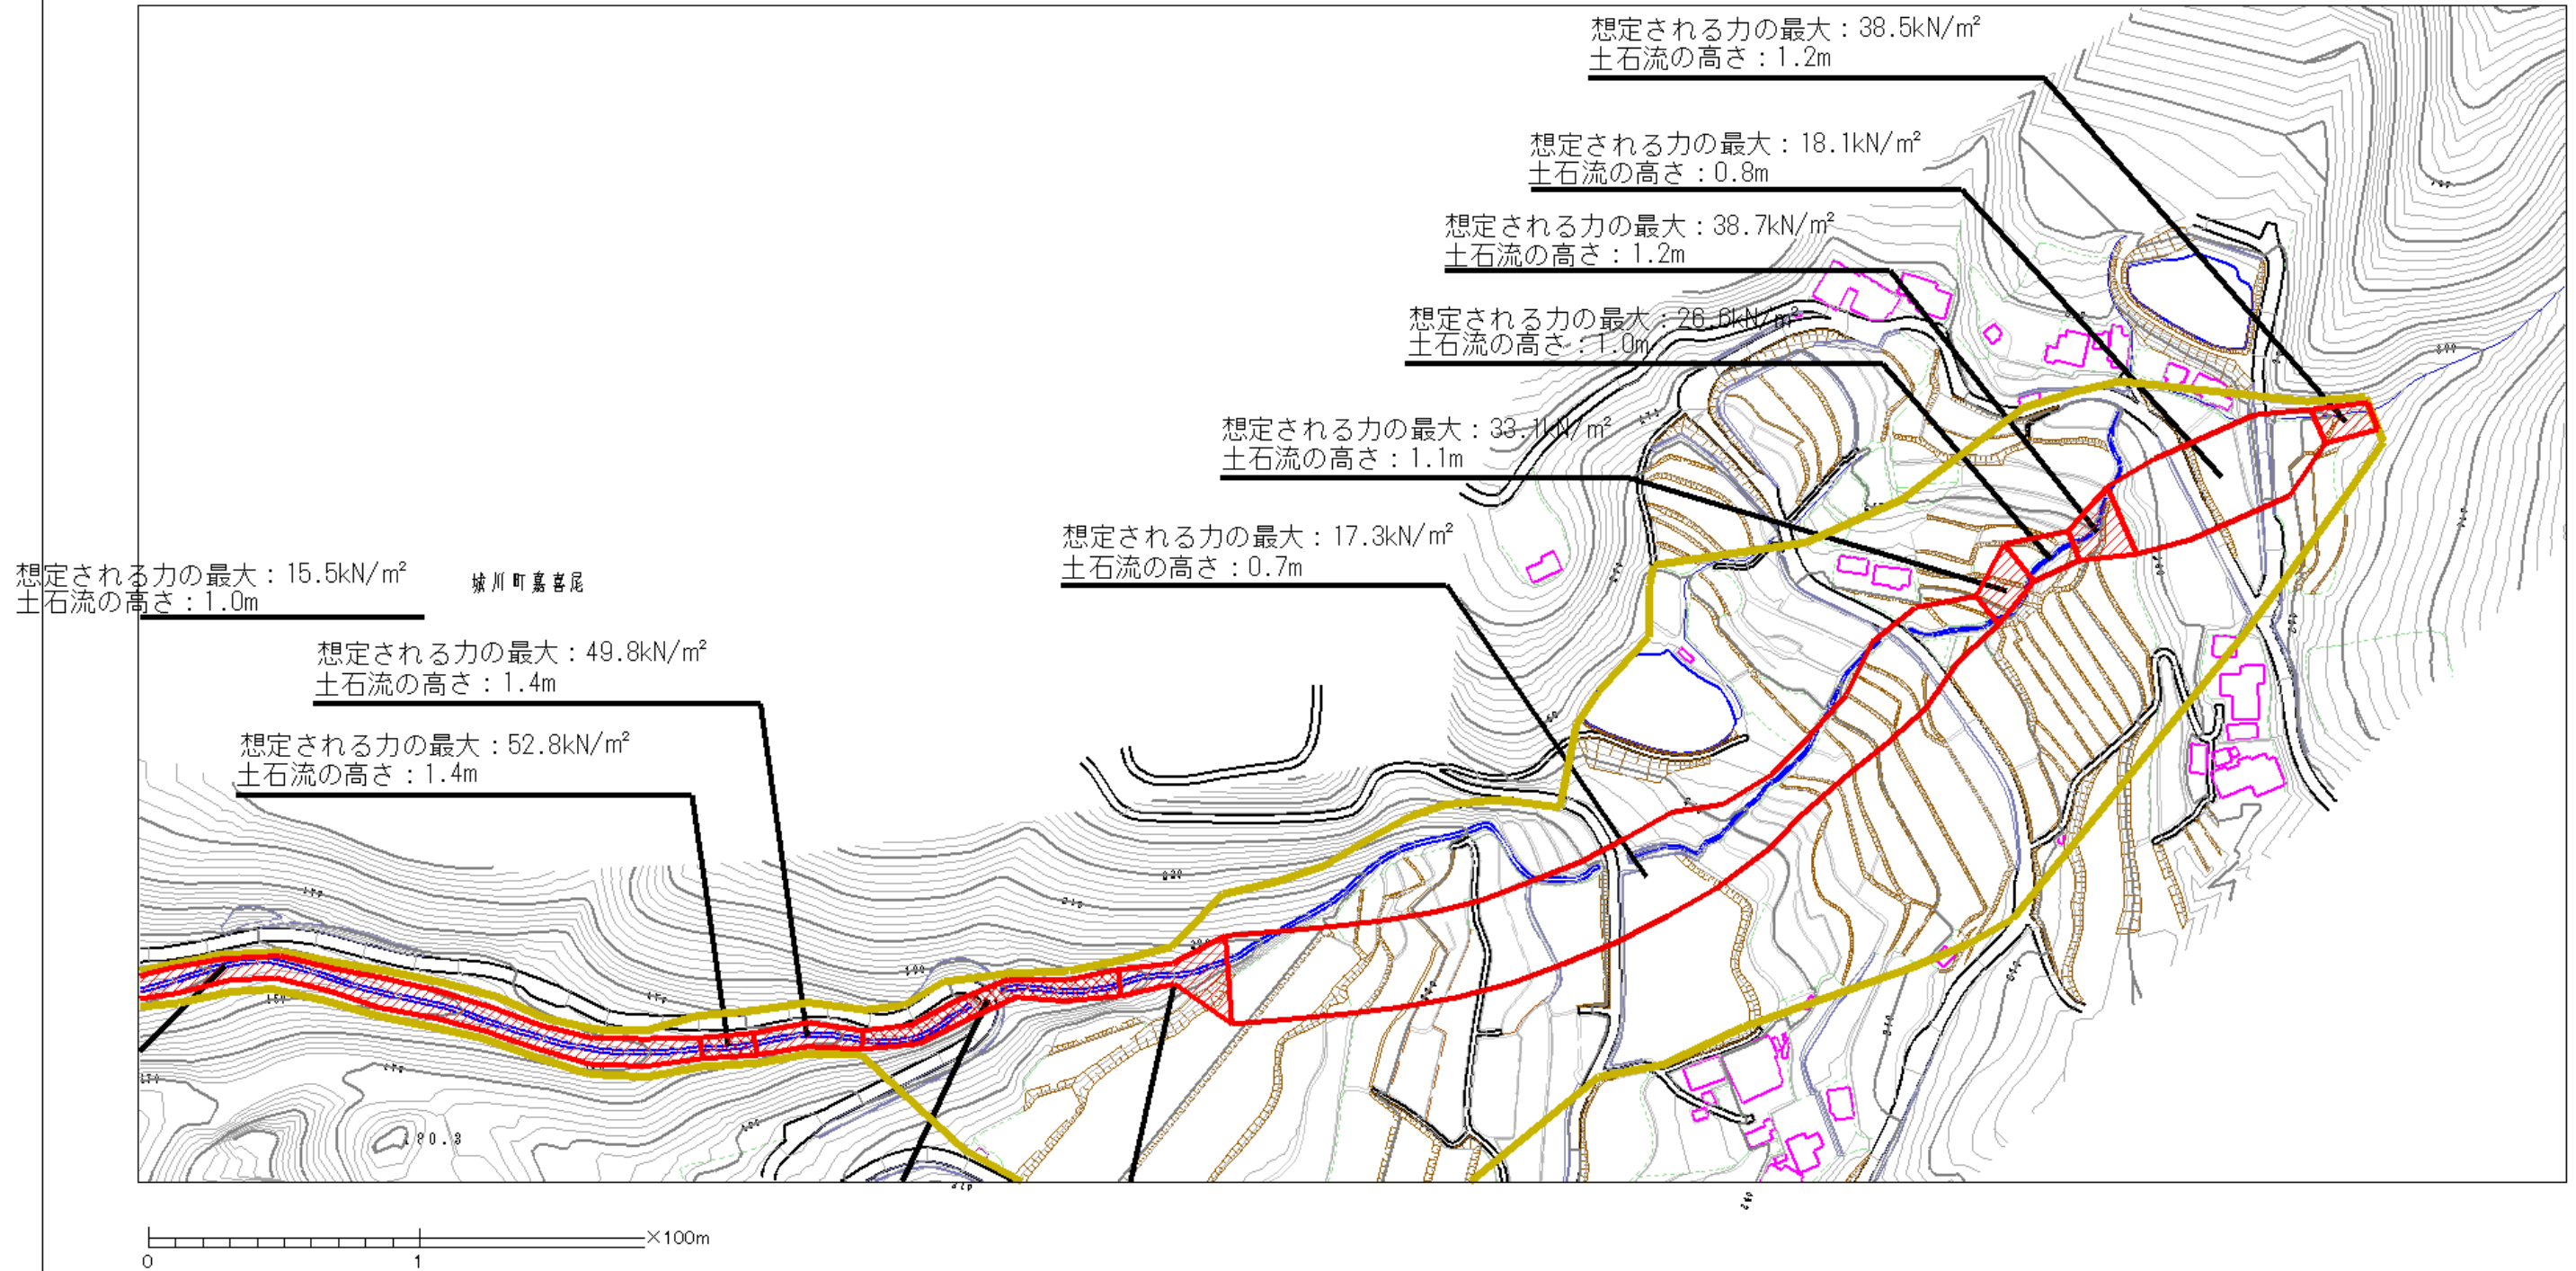 想定される力の最大：38.5kN/m²
土石流の高さ：1.2m
想定される力の最大：18.1kN/m²
土石流の高さ：0.8m
想定される力の最大：38.7kN/m²
土石流の高さ：1.2m
想定される力の最大：26.6kN/m²
土石流の高さ：1.0m
想定される力の最大：33.1kN/m²
土石流の高さ：1.1m
想定される力の最大：17.3kN/m²
土石流の高さ：0.7m
想定される力の最大：15.5kN/m²
土石流の高さ：1.0m
城川町嘉喜尾
想定される力の最大：49.8kN/m²
土石流の高さ：1.4m
想定される力の最大：52.8kN/m²
土石流の高さ：1.4m
×100m
0
1